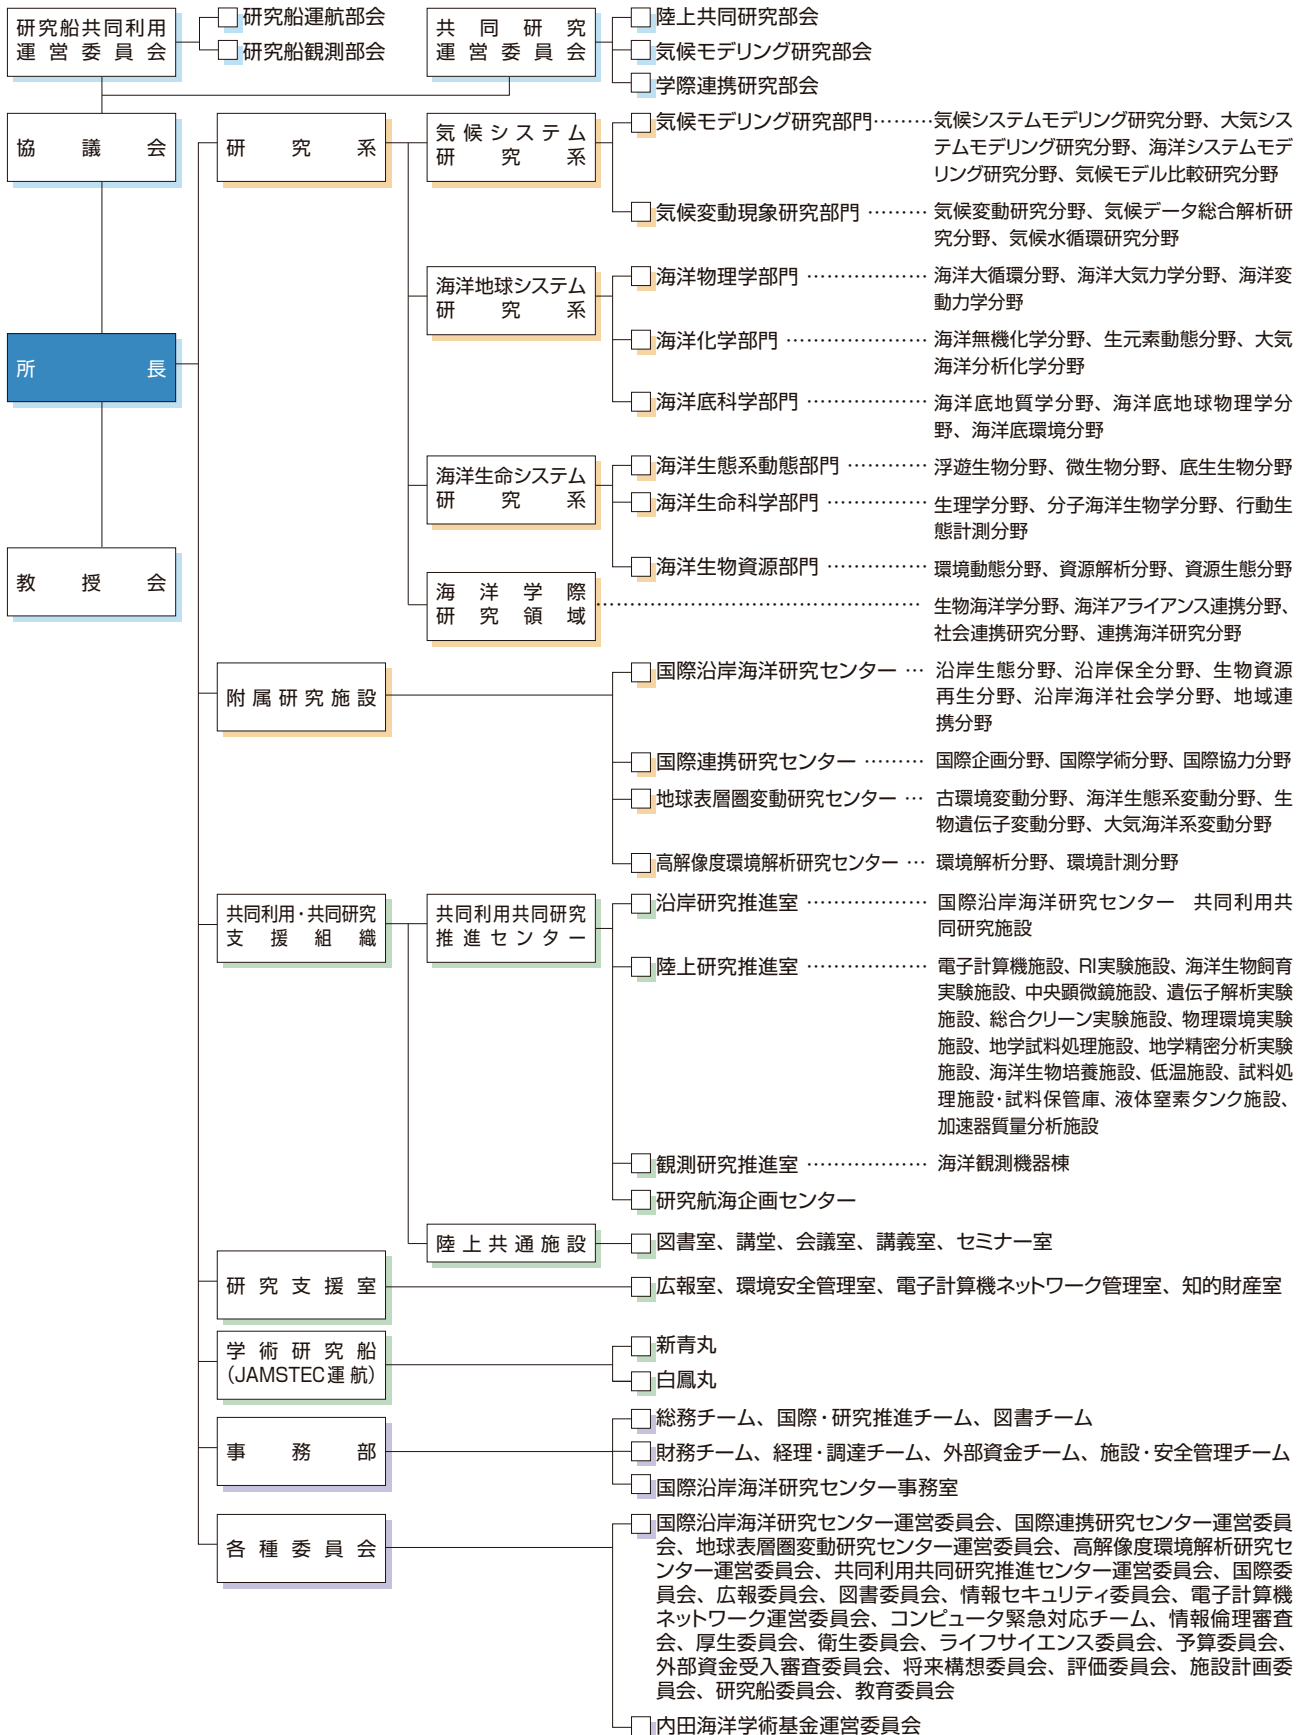 研究船共同利用
運営委員会
研究船運航部会
研究船観測部会
共同研究
運営委員会
陸上共同研究部会
気候モデリング研究部会
学際連携研究部会
協議会
所長
教授会
研究系
気候システム
研究系
気候モデリング研究部門………気候システムモデリング研究分野、大気シス
テムモデリング研究分野、海洋システムモデ
リング研究分野、気候モデル比較研究分野
気候変動現象研究部門………気候変動研究分野、気候データ総合解析研
究分野、気候水循環研究分野
海洋地球システム
研究系
海洋物理学部門………………海洋大循環分野、海洋大気力学分野、海洋変
動力学分野
海洋化学部門…………………海洋無機化学分野、生元素動態分野、大気
海洋分析化学分野
海洋底科学部門………………海洋底地質学分野、海洋底地球物理学分
野、海洋底環境分野
海洋生命システム
研究系
海洋生態系動態部門…………浮遊生物分野、微生物分野、底生生物分野
海洋生命科学部門……………生理学分野、分子海洋生物学分野、行動生
態計測分野
海洋生物資源部門……………環境動態分野、資源解析分野、資源生態分野
海洋学際
研究領域
生物海洋学分野、海洋アライアンス連携分野、
社会連携研究分野、連携海洋研究分野
附属研究施設
国際沿岸海洋研究センター…沿岸生態分野、沿岸保全分野、生物資源
再生分野、沿岸海洋社会学分野、地域連
携分野
国際連携研究センター………国際企画分野、国際学術分野、国際協力分野
地球表層圏変動研究センター…古環境変動分野、海洋生態系変動分野、生
物遺伝子変動分野、大気海洋系変動分野
高解像度環境解析研究センター…環境解析分野、環境計測分野
共同利用・共同研究
支援組織
共同利用共同研究
推進センター
沿岸研究推進室………………国際沿岸海洋研究センター　共同利用共
同研究施設
陸上研究推進室………………電子計算機施設、RI実験施設、海洋生物飼育
実験施設、中央顕微鏡施設、遺伝子解析実験
施設、総合クリーン実験施設、物理環境実験
施設、地学試料処理施設、地学精密分析実験
施設、海洋生物培養施設、低温施設、試料処
理施設・試料保管庫、液体窒素タンク施設、
加速器質量分析施設
観測研究推進室………………海洋観測機器棟
研究航海企画センター
陸上共通施設
図書室、講堂、会議室、講義室、セミナー室
研究支援室
広報室、環境安全管理室、電子計算機ネットワーク管理室、知的財産室
学術研究船
(JAMSTEC運航)
新青丸
白鳳丸
事務部
総務チーム、国際・研究推進チーム、図書チーム
財務チーム、経理・調達チーム、外部資金チーム、施設・安全管理チーム
国際沿岸海洋研究センター事務室
各種委員会
国際沿岸海洋研究センター運営委員会、国際連携研究センター運営委員
会、地球表層圏変動研究センター運営委員会、高解像度環境解析研究セ
ンター運営委員会、共同利用共同研究推進センター運営委員会、国際委
員会、広報委員会、図書委員会、情報セキュリティ委員会、電子計算機
ネットワーク運営委員会、コンピュータ緊急対応チーム、情報倫理審査
会、厚生委員会、衛生委員会、ライフサイエンス委員会、予算委員会、
外部資金受入審査委員会、将来構想委員会、評価委員会、施設計画委
員会、研究船委員会、教育委員会
内田海洋学術基金運営委員会